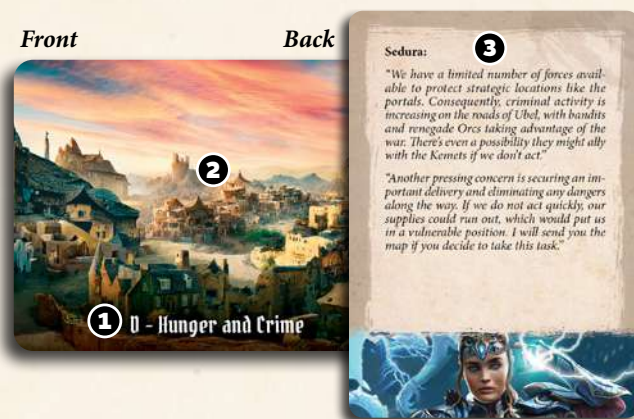 Front
Back
2
1 D - Hunger and Crime
3
Sedura:
"We have a limited number of forces avail-
able to protect strategic locations like the
portals. Consequently, criminal activity is
increasing on the roads of Ubel, with bandits
and renegade Orcs taking advantage of the
war. There's even a possibility they might ally
with the Kemets if we don't act."
"Another pressing concern is securing an im-
portant delivery and eliminating any dangers
along the way. If we do not act quickly, our
supplies could run out, which would put us
in a vulnerable position. I will send you the
map if you decide to take this task."